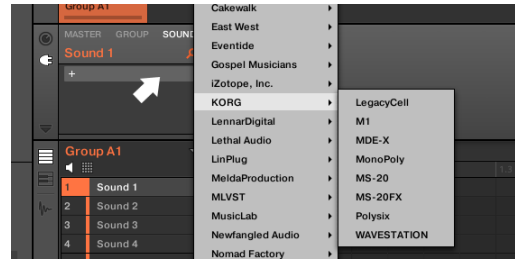 Group A1
MASTER GROUP SOUND
Sound 1
+
Group A1
1 Sound 1
2 Sound 2
3 Sound 3
4 Sound 4
Cakewalk
East West
Eventide
Gospel Musicians
iZotope, Inc.
KORG
LennarDigital
Lethal Audio
LinPlug
MeldaProduction
MLVST
MusicLab
Newfangled Audio
Nomad Factory
LegacyCell
M1
MDE-X
MonoPoly
MS-20
MS-20FX
Polysix
WAVESTATION
1.3